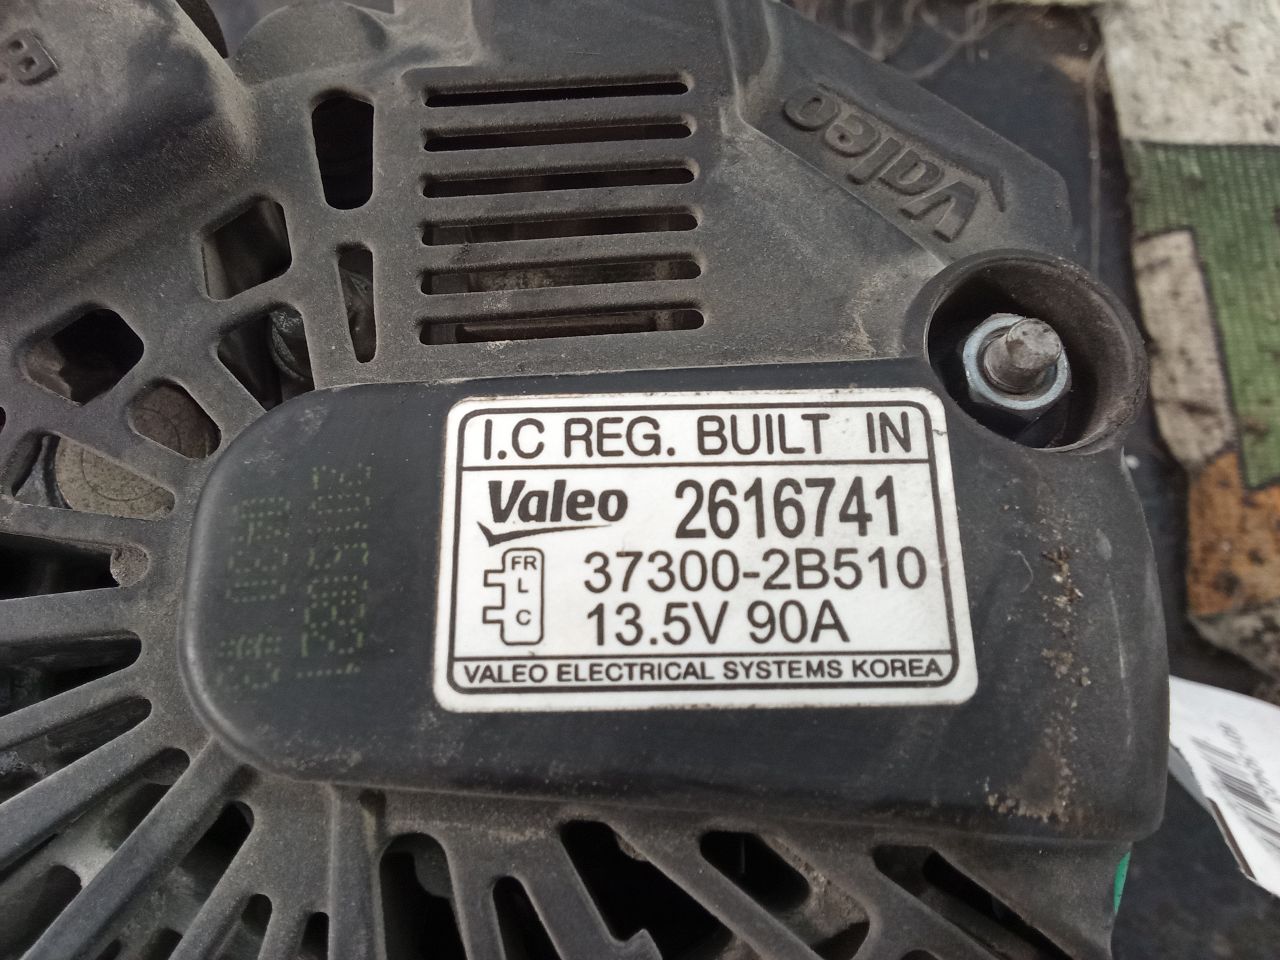 B
Valeo
I.C REG. BUILT IN
Valeo 2616741
FR
L
C
37300-2B510
13.5V 90A
VALEO ELECTRICAL SYSTEMS KOREA